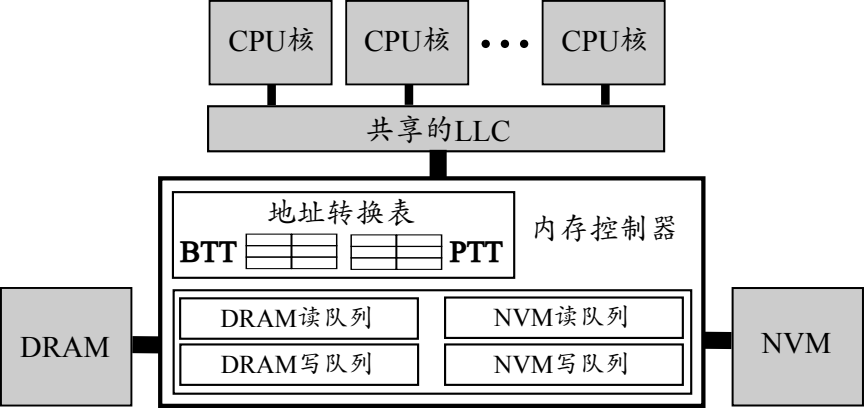 CPU核 CPU核 ••• CPU核
共享的LLC
地址转换表
内存控制器
BTT PTT
DRAM读队列 NVM读队列
DRAM写队列 NVM写队列
DRAM
NVM